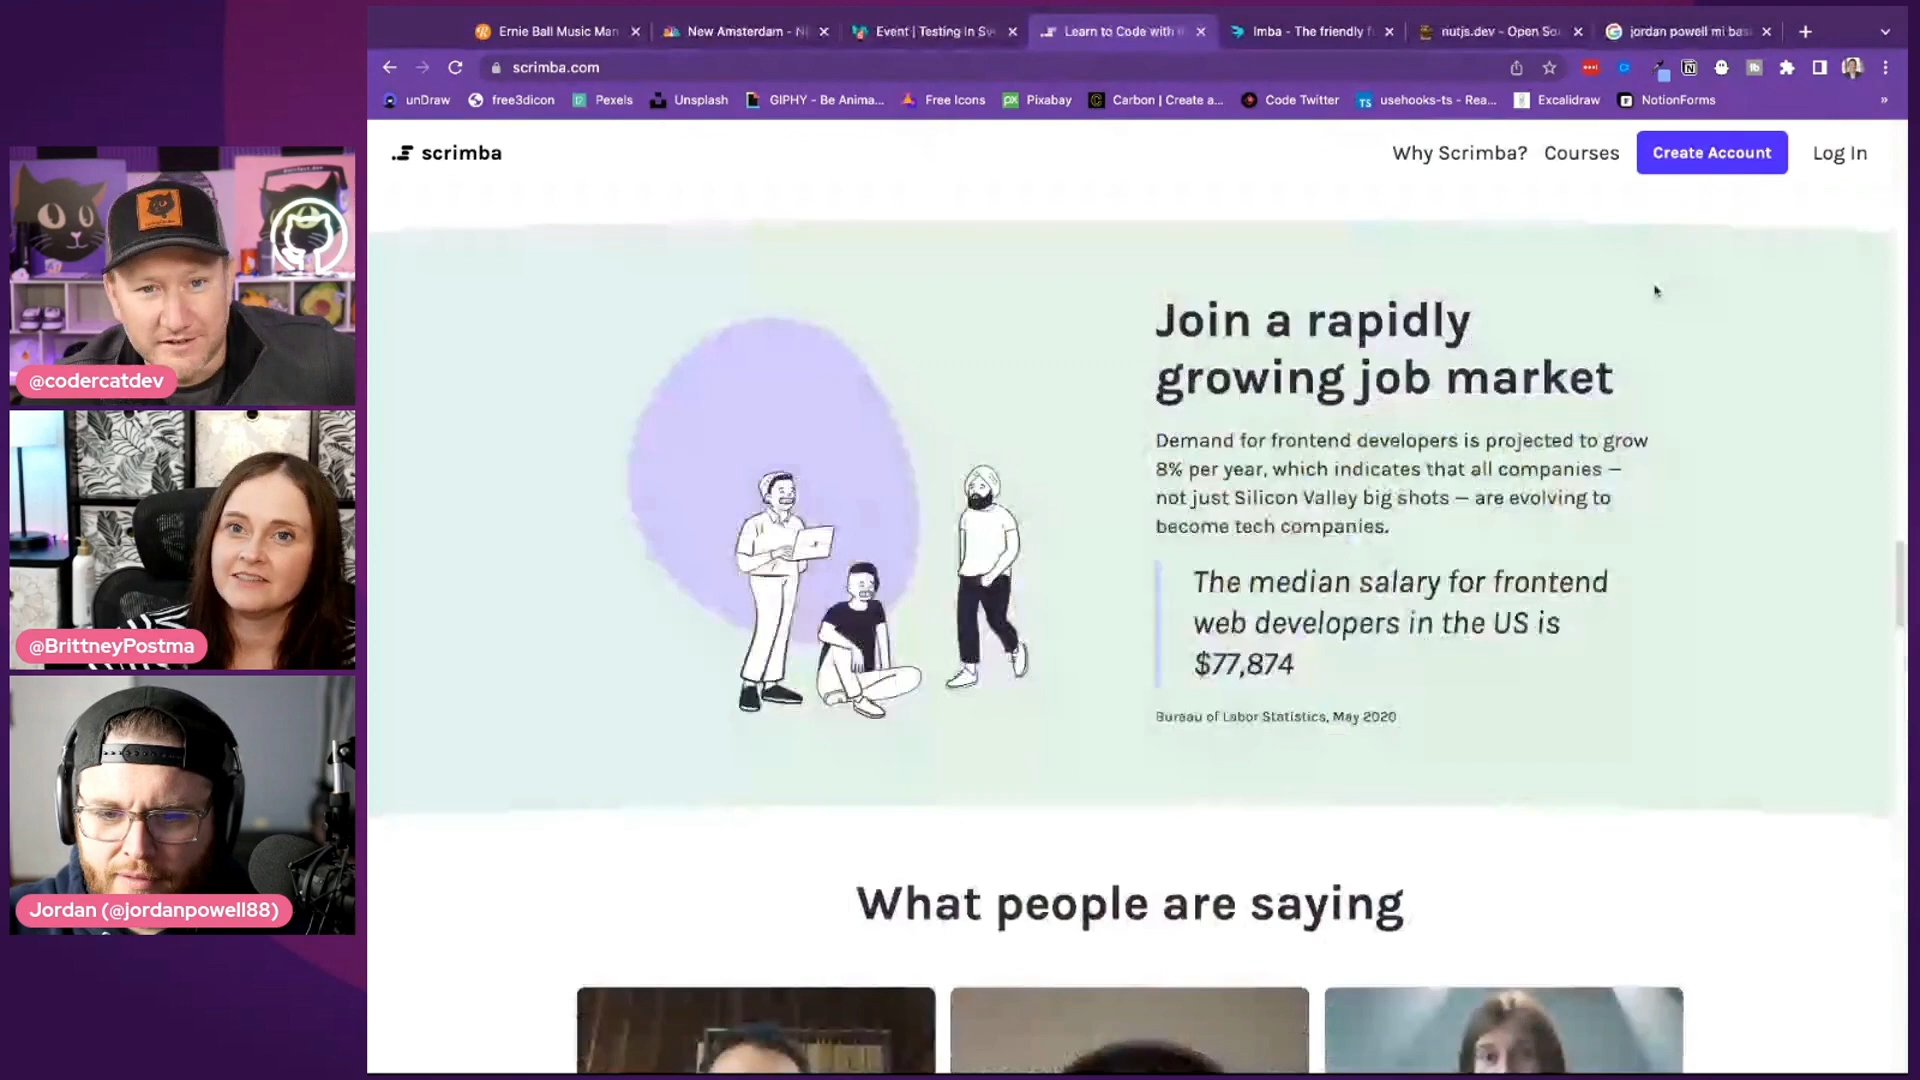 Ernie Ball Music Man
New Amsterdam - N
Event | Testing in Sv
Learn to Code with
Imba - The friendly f
nutjs.dev - Open So
jordan powell mi bas
scrimba.com
unDraw
free3dicon
Pexels
Unsplash
GIPHY - Be Anima...
Free Icons
Pixabay
Carbon | Create a...
Code Twitter
usehooks-ts - Rea...
Excalidraw
NotionForms
scrimba
Why Scrimba?
Courses
Create Account
Log In
@codercatdev
@BrittneyPostma
Jordan (@jordanpowell88)
Join a rapidly
growing job market
Demand for frontend developers is projected to grow
8% per year, which indicates that all companies —
not just Silicon Valley big shots — are evolving to
become tech companies.
The median salary for frontend
web developers in the US is
$77,874
Bureau of Labor Statistics, May 2020
What people are saying